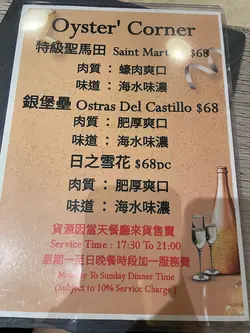 Oyster' Corner
特級聖馬田 Saint Martin $68
肉質 : 蠔肉爽口
味道 : 海水味濃
銀堡壘 Ostras Del Castillo $68
肉質 : 肥厚爽口
味道 : 海水味濃
日之雪花 $68pc
肉質 : 肥厚爽口
味道 : 海水味濃
貨源因當天餐廳來貨售賣
Service Time : 17:30 To 21:00
星期一至日晚餐時段加一服務費
Monday To Sunday Dinner Time
(Subject to 10% Service Charge)